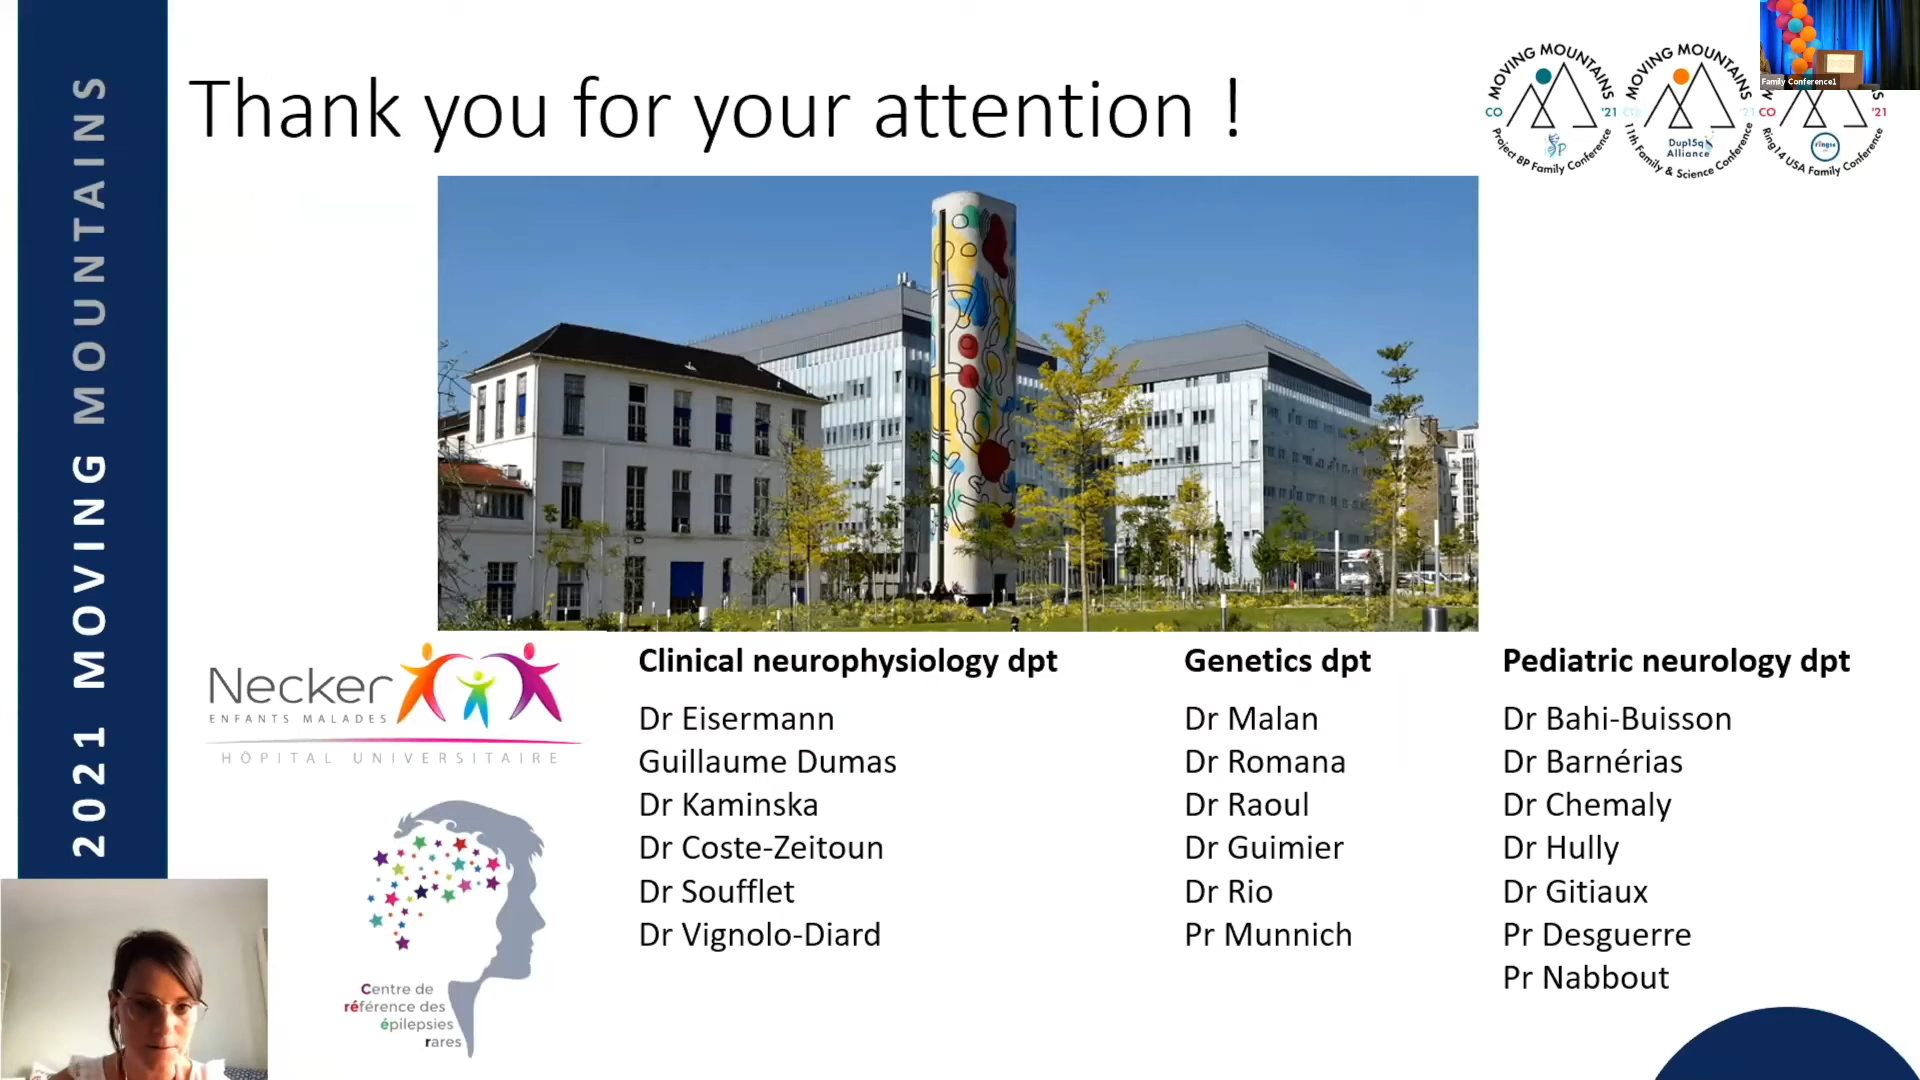 2021 MOVING MOUNTAINS
Thank you for your attention !
MOVING MOUNTAINS
CO '21
Project 8P Family Conference
P
MOVING MOUNTAINS
'21
Dup15q
Alliance
11th Family & Science Conference
CO '21
ring14
Ring14 USA Family Conference
Family Conference1
Necker
ENFANTS MALADES
HÔPITAL UNIVERSITAIRE
Centre de
référence des
épilepsies
rares
Clinical neurophysiology dpt
Dr Eisermann
Guillaume Dumas
Dr Kaminska
Dr Coste-Zeitoun
Dr Soufflet
Dr Vignolo-Diard
Genetics dpt
Dr Malan
Dr Romana
Dr Raoul
Dr Guimier
Dr Rio
Pr Munnich
Pediatric neurology dpt
Dr Bahi-Buisson
Dr Barnérias
Dr Chemaly
Dr Hully
Dr Gitiaux
Pr Desguerre
Pr Nabbout